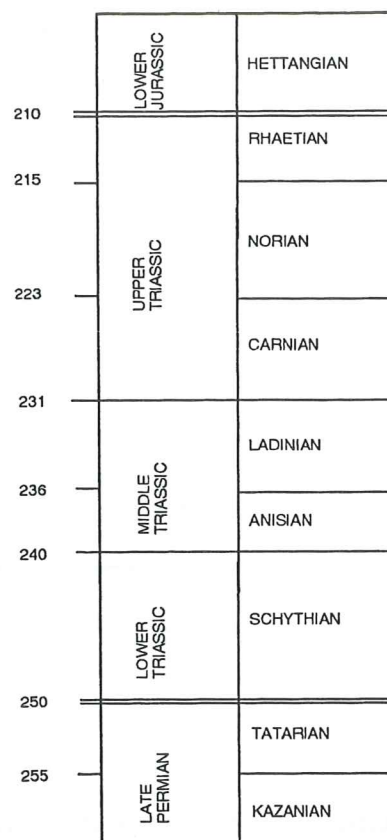 LOWER
JURASSIC
HETTANGIAN
210
RHAETIAN
215
UPPER
TRIASSIC
NORIAN
223
CARNIAN
231
LADINIAN
236
MIDDLE
TRIASSIC
ANISIAN
240
LOWER
TRIASSIC
SCHYTHIAN
250
TATARIAN
255
LATE
PERMIAN
KAZANIAN